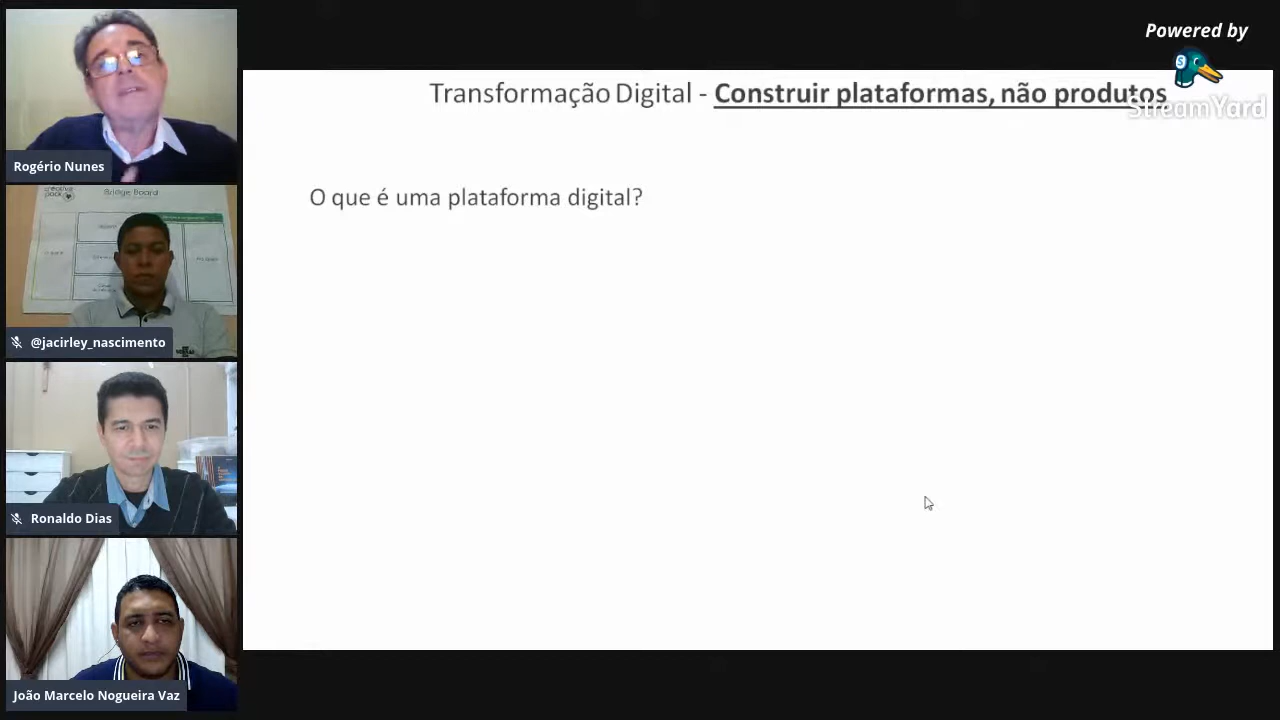 Powered by
StreamYard
Transformação Digital - Construir plataformas, não produtos
O que é uma plataforma digital?
Rogério Nunes
Bridge Board
@jacirley_nascimento
Ronaldo Dias
João Marcelo Nogueira Vaz